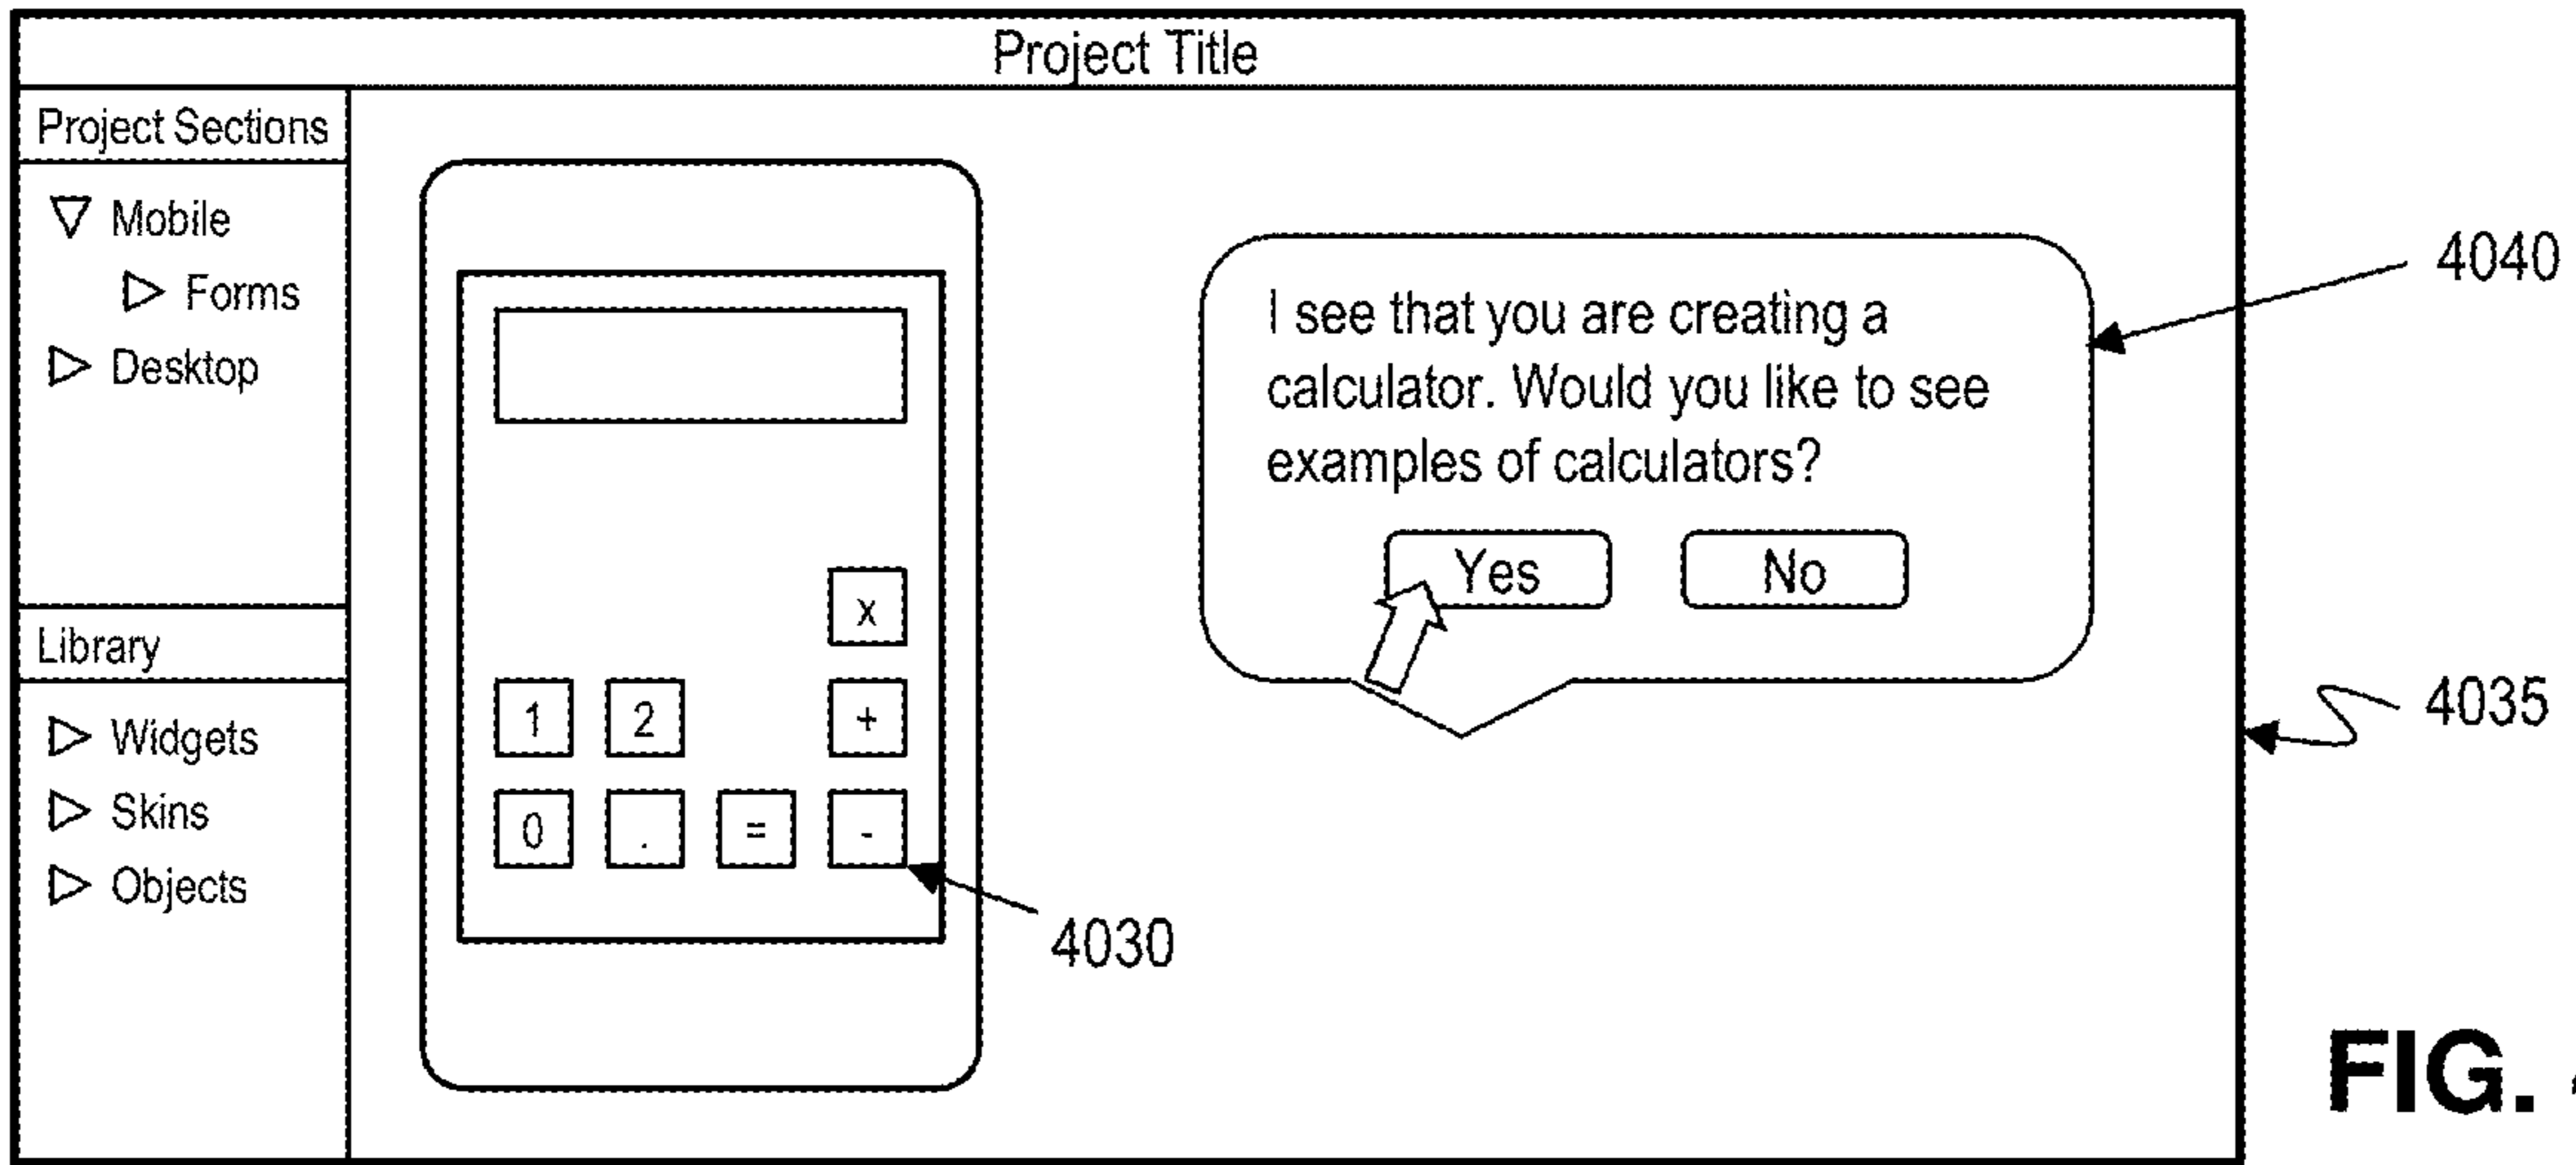 Project Title
Project Sections
Mobile
Forms
Desktop
Library
Widgets
Skins
Objects
x
1 2 +
0 . = -
4030
I see that you are creating a
calculator. Would you like to see
examples of calculators?
Yes No
4040
4035
FIG.